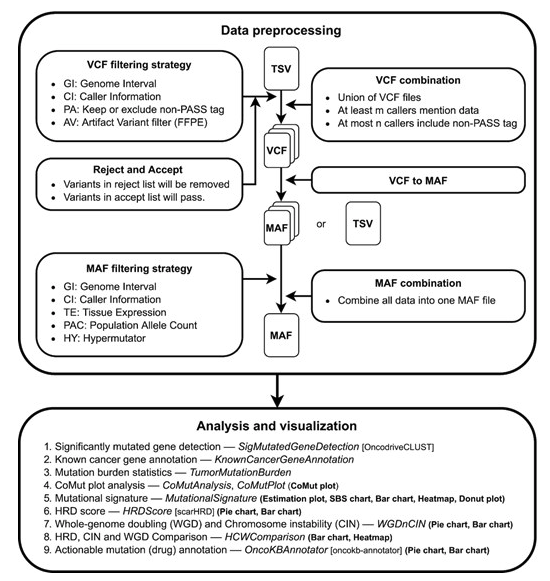 Data preprocessing
VCF filtering strategy
• GI: Genome Interval
• CI: Caller Information
• PA: Keep or exclude non-PASS tag
• AV: Artifact Variant filter (FFPE)
TSV
VCF combination
• Union of VCF files
• At least m callers mention data
• At most n callers include non-PASS tag
VCF
Reject and Accept
• Variants in reject list will be removed
• Variants in accept list will pass.
VCF to MAF
MAF
or
TSV
MAF filtering strategy
• GI: Genome Interval
• CI: Caller Information
• TE: Tissue Expression
• PAC: Population Allele Count
• HY: Hypermutator
MAF combination
• Combine all data into one MAF file
MAF
Analysis and visualization
1. Significantly mutated gene detection — SigMutatedGeneDetection [OncodriveCLUST]
2. Known cancer gene annotation — KnownCancerGeneAnnotation
3. Mutation burden statistics — TumorMutationBurden
4. CoMut plot analysis — CoMutAnalysis, CoMutPlot (CoMut plot)
5. Mutational signature — MutationalSignature (Estimation plot, SBS chart, Bar chart, Heatmap, Donut plot)
6. HRD score — HRDScore [scarHRD] (Pie chart, Bar chart)
7. Whole-genome doubling (WGD) and Chromosome instability (CIN) — WGDnCIN (Pie chart, Bar chart)
8. HRD, CIN and WGD Comparison — HCWComparison (Bar chart, Heatmap)
9. Actionable mutation (drug) annotation — OncoKBAnnotator [oncokb-annotator] (Pie chart, Bar chart)